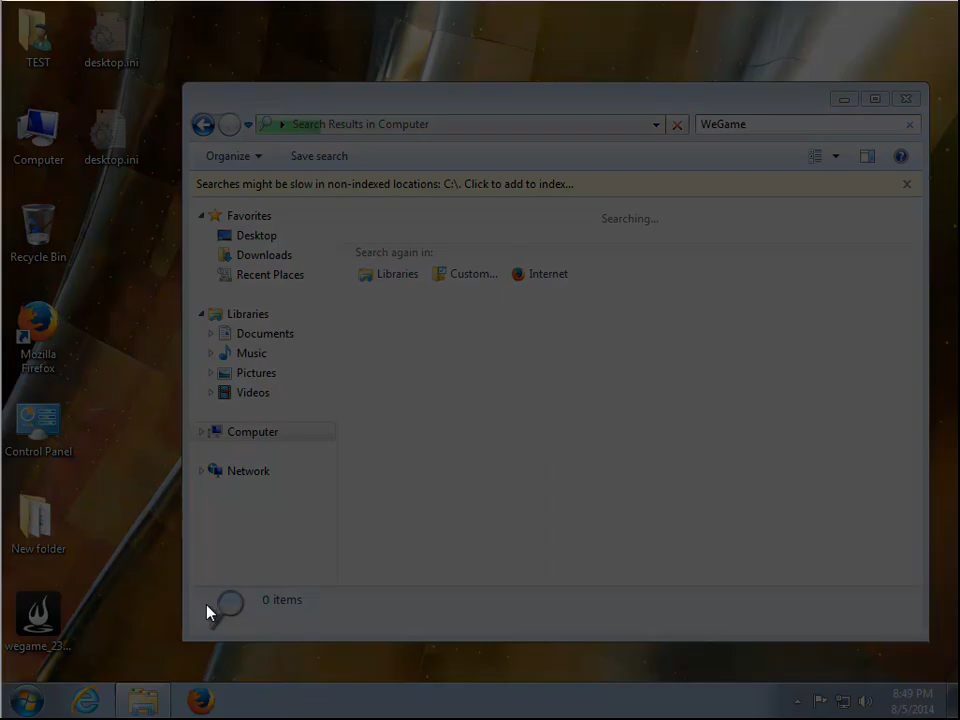 TEST
desktop.ini
Computer
desktop.ini
Recycle Bin
Mozilla
Firefox
Control Panel
New folder
wegame_23...
Search Results in Computer
WeGame
Organize
Save search
Searches might be slow in non-indexed locations: C:\. Click to add to index...
Favorites
Desktop
Downloads
Recent Places
Libraries
Documents
Music
Pictures
Videos
Computer
Network
Searching...
Search again in:
Libraries
Custom...
Internet
0 items
8:49 PM
8/5/2014